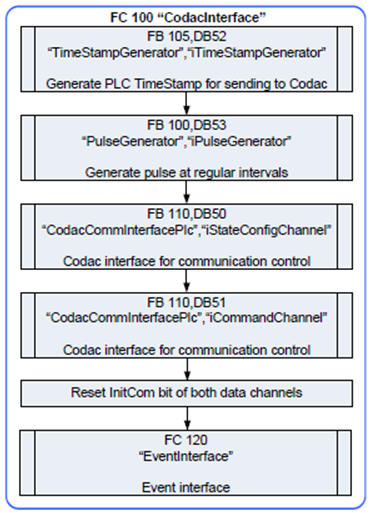 FC 100 “CodacInterface”
FB 105,DB52
“TimeStampGenerator”,“iTimeStampGenerator”
Generate PLC TimeStamp for sending to Codac
FB 100,DB53
“PulseGenerator”,“iPulseGenerator”
Generate pulse at regular intervals
FB 110,DB50
“CodacCommInterfacePlc”,“iStateConfigChannel”
Codac interface for communication control
FB 110,DB51
“CodacCommInterfacePlc”,“iCommandChannel”
Codac interface for communication control
Reset InitCom bit of both data channels
FC 120
“EventInterface”
Event interface